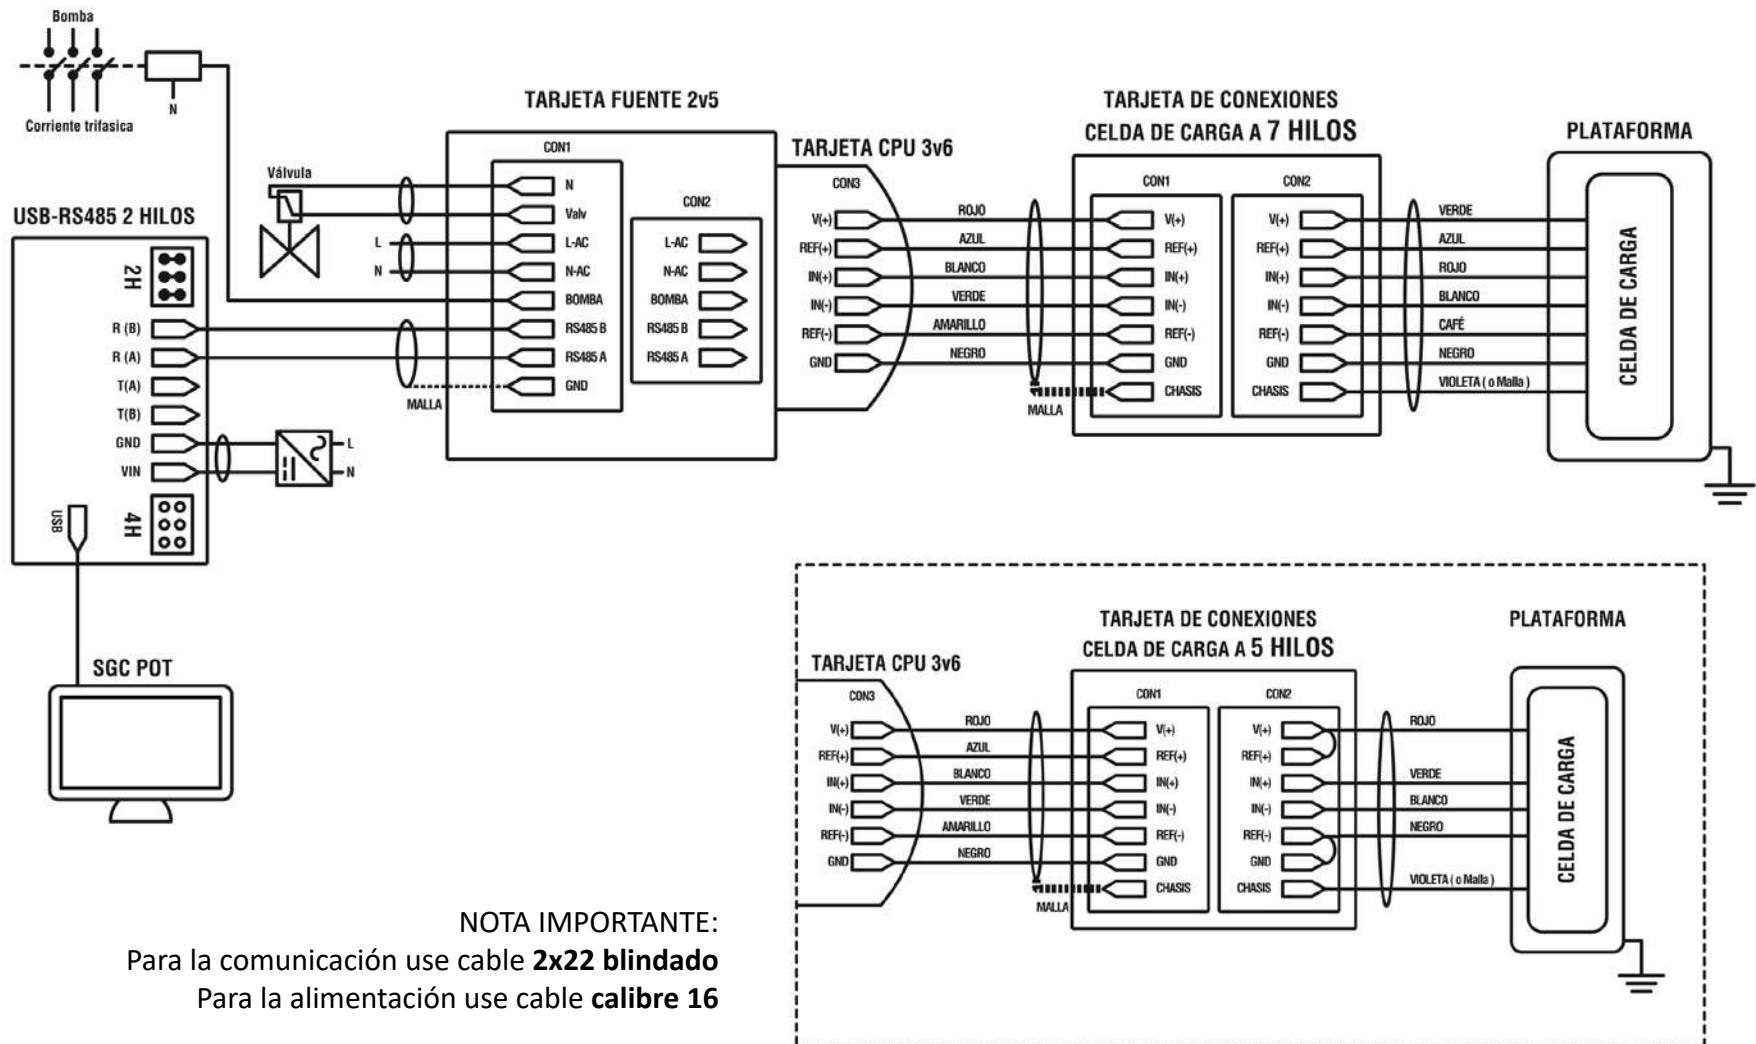 Bomba
N
Corriente trifasica
Válvula
L
N
USB-RS485 2 HILOS
2H
R (B)
R (A)
T(A)
T(B)
GND
VIN
4H
USB
L
N
MALLA
SGC POT
TARJETA FUENTE 2v5
CON1
N
Valv
L-AC
N-AC
BOMBA
RS485 B
RS485 A
GND
CON2
L-AC
N-AC
BOMBA
RS485 B
RS485 A
TARJETA CPU 3v6
CON3
V(+)
REF(+)
IN(+)
IN(-)
REF(-)
GND
ROJO
AZUL
BLANCO
VERDE
AMARILLO
NEGRO
MALLA
TARJETA DE CONEXIONES
CELDA DE CARGA A 7 HILOS
CON1
V(+)
REF(+)
IN(+)
IN(-)
REF(-)
GND
CHASIS
CON2
V(+)
REF(+)
IN(+)
IN(-)
REF(-)
GND
CHASIS
VERDE
AZUL
ROJO
BLANCO
CAFÉ
NEGRO
VIOLETA ( o Malla )
PLATAFORMA
CELDA DE CARGA
TARJETA CPU 3v6
CON3
V(+)
REF(+)
IN(+)
IN(-)
REF(-)
GND
ROJO
AZUL
BLANCO
VERDE
AMARILLO
NEGRO
MALLA
TARJETA DE CONEXIONES
CELDA DE CARGA A 5 HILOS
CON1
V(+)
REF(+)
IN(+)
IN(-)
REF(-)
GND
CHASIS
CON2
V(+)
REF(+)
IN(+)
IN(-)
REF(-)
GND
CHASIS
ROJO
VERDE
BLANCO
NEGRO
VIOLETA ( o Malla )
PLATAFORMA
CELDA DE CARGA
NOTA IMPORTANTE:
Para la comunicación use cable 2x22 blindado
Para la alimentación use cable calibre 16